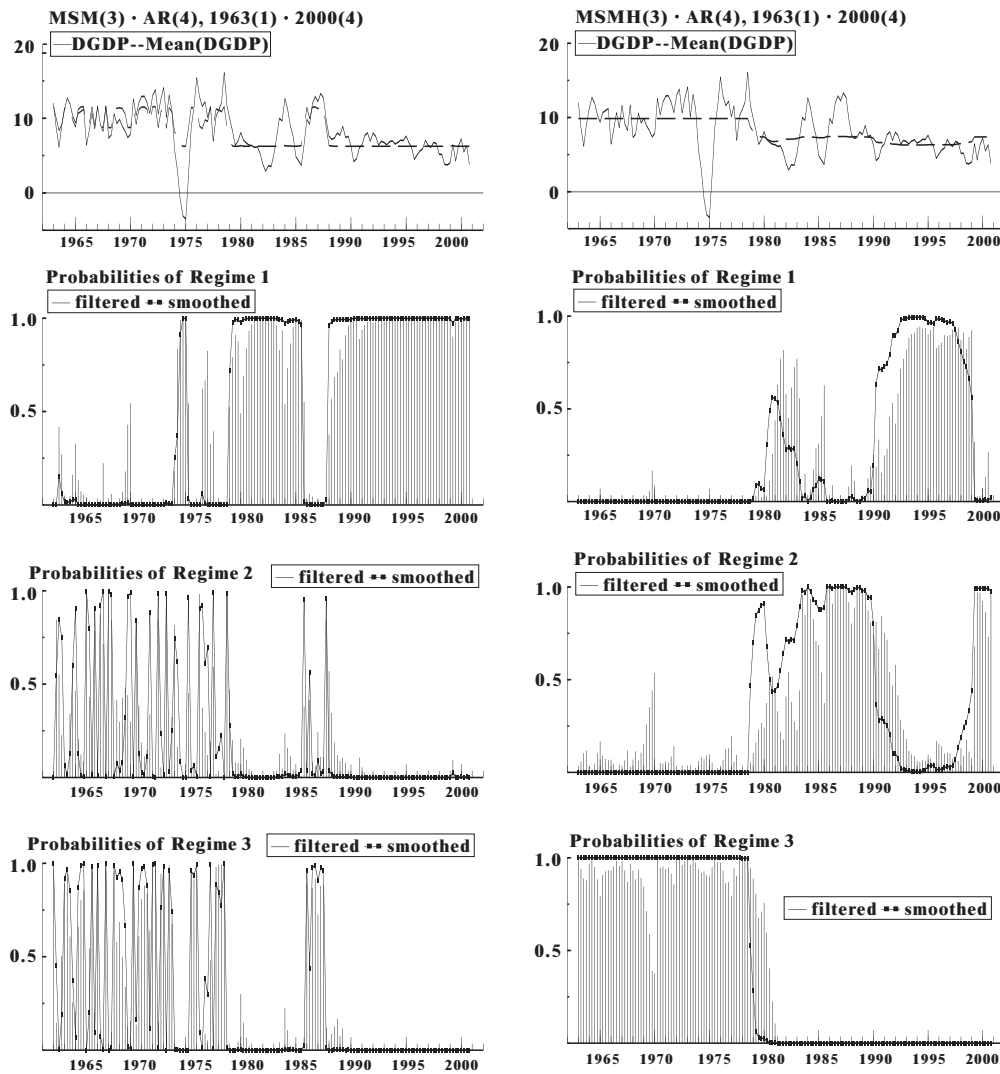 MSM(3) · AR(4), 1963(1) · 2000(4)
DGDP--Mean(DGDP)
20
10
0
1965 1970 1975 1980 1985 1990 1995 2000
Probabilities of Regime 1
filtered smoothed
1.0
0.5
1965 1970 1975 1980 1985 1990 1995 2000
Probabilities of Regime 2
filtered smoothed
1.0
0.5
1965 1970 1975 1980 1985 1990 1995 2000
Probabilities of Regime 3
filtered smoothed
1.0
0.5
1965 1970 1975 1980 1985 1990 1995 2000
MSMH(3) · AR(4), 1963(1) · 2000(4)
DGDP--Mean(DGDP)
20
10
0
1965 1970 1975 1980 1985 1990 1995 2000
Probabilities of Regime 1
filtered smoothed
1.0
0.5
1965 1970 1975 1980 1985 1990 1995 2000
Probabilities of Regime 2
filtered smoothed
1.0
0.5
1965 1970 1975 1980 1985 1990 1995 2000
Probabilities of Regime 3
1.0
filtered smoothed
0.5
1965 1970 1975 1980 1985 1990 1995 2000